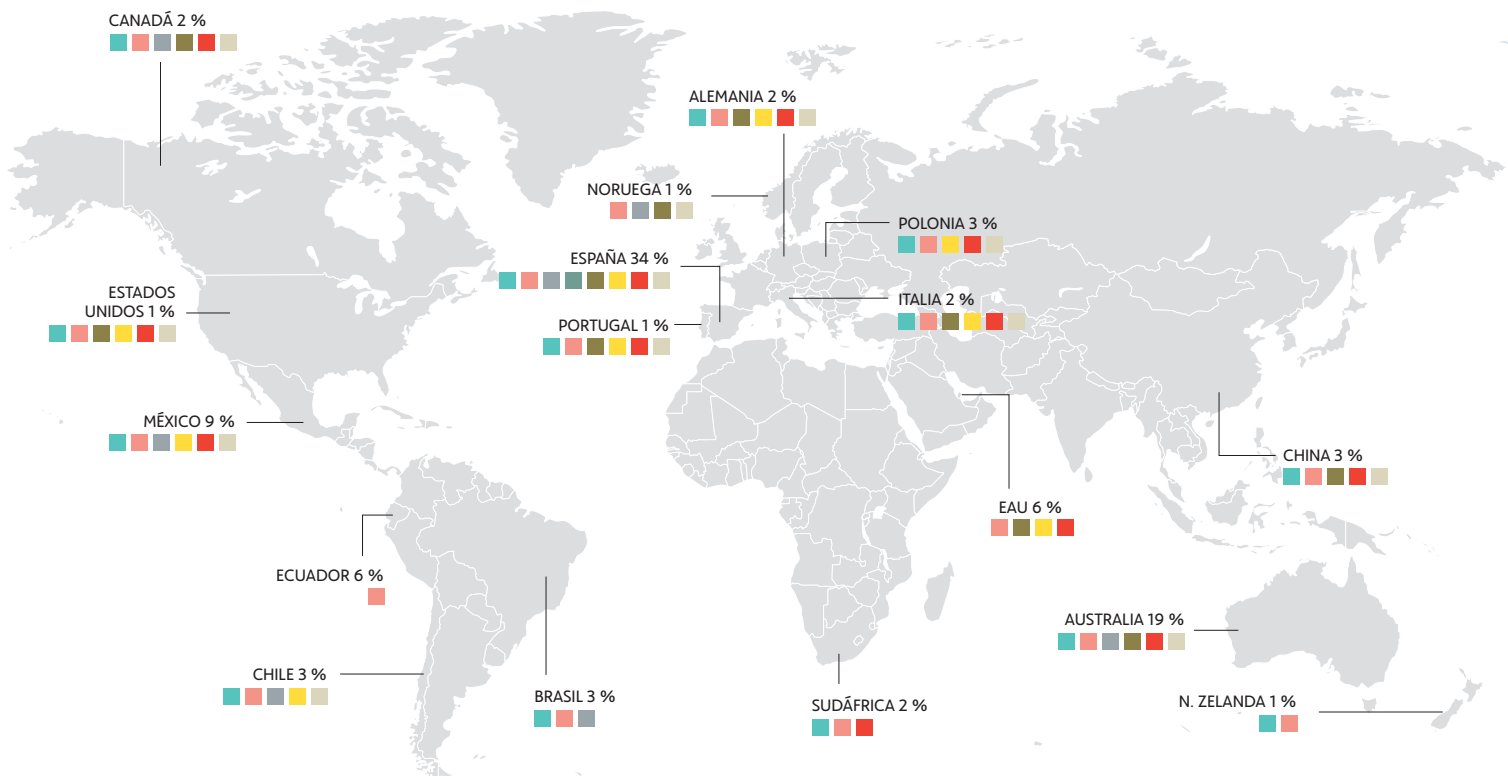 CANADÁ 2 %
ALEMANIA 2 %
NORUEGA 1 %
POLONIA 3 %
ESPAÑA 34 %
ESTADOS
UNIDOS 1 %
ITALIA 2 %
PORTUGAL 1 %
MÉXICO 9 %
CHINA 3 %
EAU 6 %
ECUADOR 6 %
AUSTRALIA 19 %
CHILE 3 %
BRASIL 3 %
SUDÁFRICA 2 %
N. ZELANDA 1 %